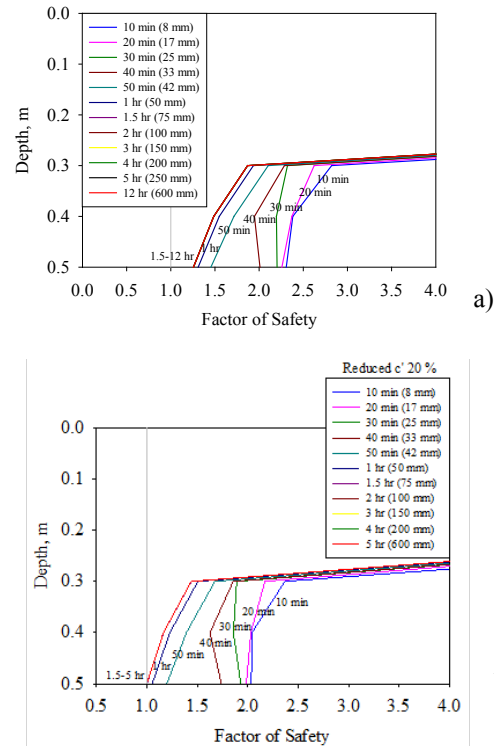 0.0
0.1
0.2
0.3
0.4
0.5
Depth, m
10 min (8 mm)
20 min (17 mm)
30 min (25 mm)
40 min (33 mm)
50 min (42 mm)
1 hr (50 mm)
1.5 hr (75 mm)
2 hr (100 mm)
3 hr (150 mm)
4 hr (200 mm)
5 hr (250 mm)
12 hr (600 mm)
10 min
20 min
30 min
40 min
50 min
1 hr
1.5-12 hr
0.0 0.5 1.0 1.5 2.0 2.5 3.0 3.5 4.0
Factor of Safety
a)
Reduced c' 20 %
10 min (8 mm)
20 min (17 mm)
30 min (25 mm)
40 min (33 mm)
50 min (42 mm)
1 hr (50 mm)
1.5 hr (75 mm)
2 hr (100 mm)
3 hr (150 mm)
4 hr (200 mm)
5 hr (600 mm)
0.0
0.1
0.2
0.3
0.4
0.5
Depth, m
10 min
20 min
30 min
40 min
50 min
1 hr
1.5-5 hr
0.5 1.0 1.5 2.0 2.5 3.0 3.5 4.0
Factor of Safety